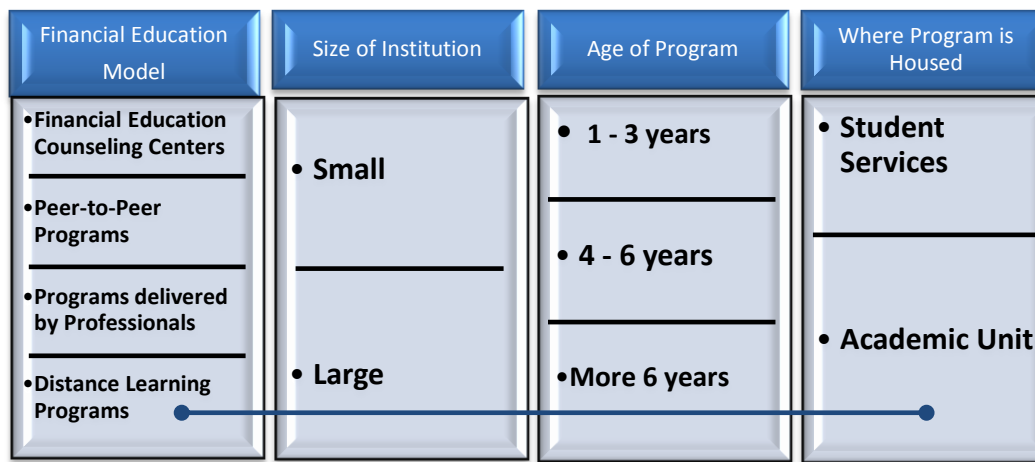 Financial Education
Model
•Financial Education
Counseling Centers
•Peer-to-Peer
Programs
•Programs delivered
by Professionals
•Distance Learning
Programs
Size of Institution
• Small
• Large
Age of Program
• 1 - 3 years
• 4 - 6 years
•More 6 years
Where Program is
Housed
• Student
Services
• Academic Unit